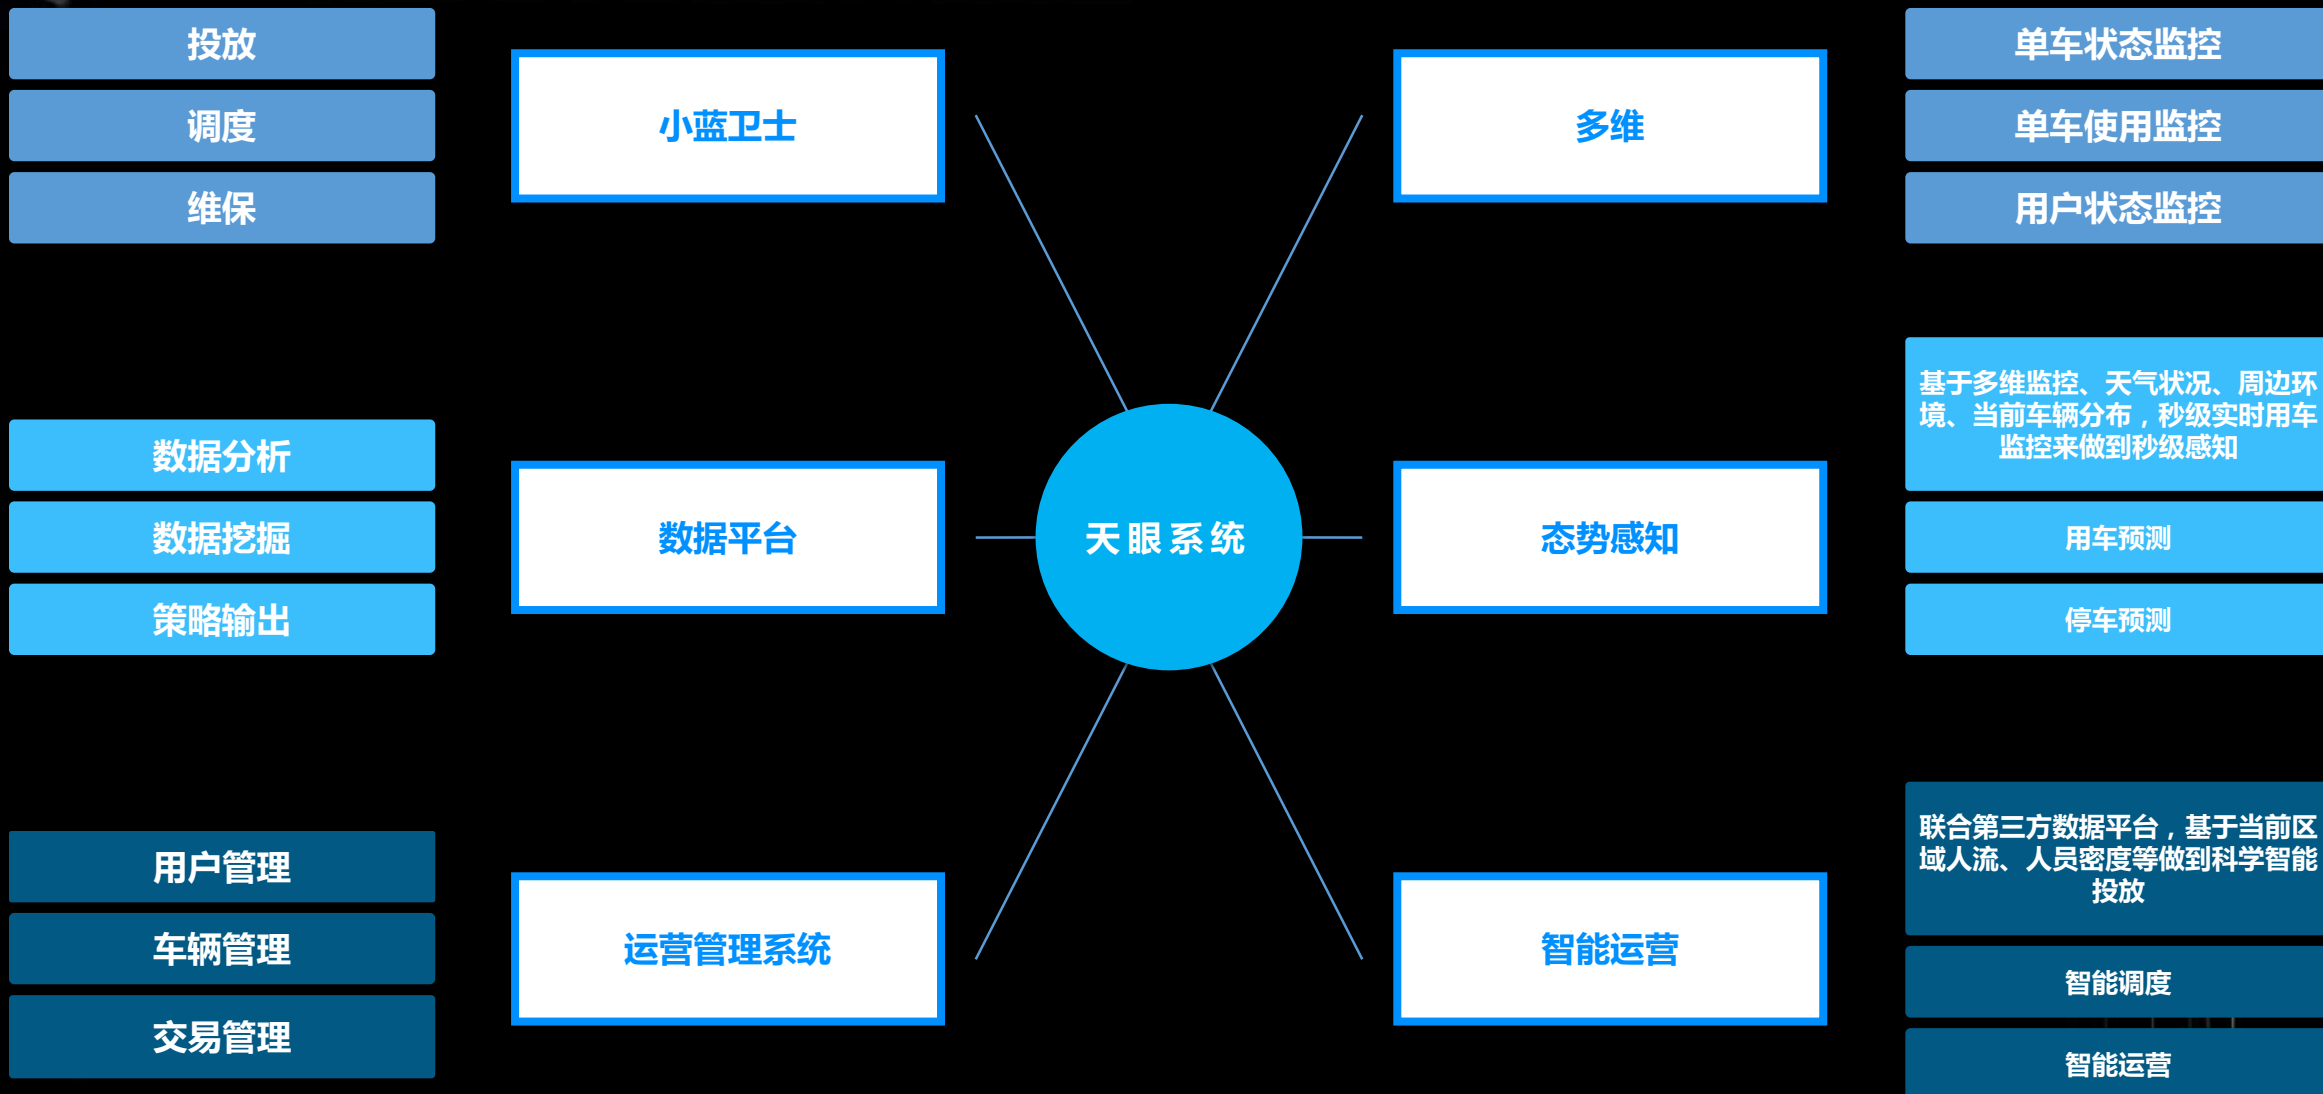 投放
调度
维保
小蓝卫士
多维
单车状态监控
单车使用监控
用户状态监控
数据分析
数据挖掘
策略输出
数据平台
天眼系统
态势感知
基于多维监控、天气状况、周边环
境、当前车辆分布，秒级实时用车
监控来做到秒级感知
用车预测
停车预测
用户管理
车辆管理
交易管理
运营管理系统
智能运营
联合第三方数据平台，基于当前区
域人流、人员密度等做到科学智能
投放
智能调度
智能运营